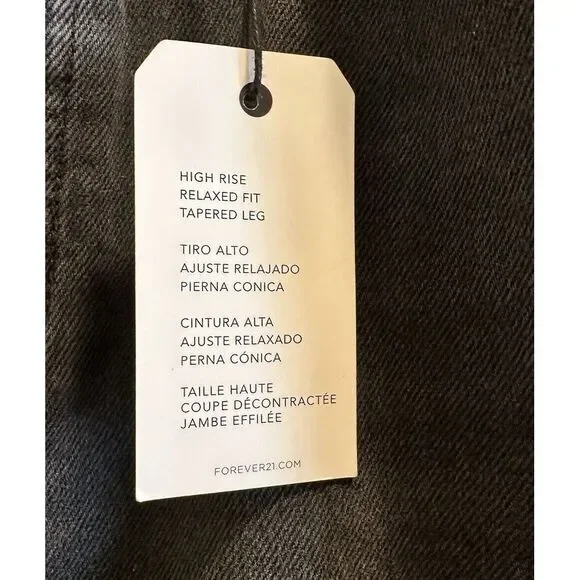 HIGH RISE
RELAXED FIT
TAPERED LEG
TIRO ALTO
AJUSTE RELAJADO
PIERNA CONICA
CINTURA ALTA
AJUSTE RELAXADO
PERNA CÓNICA
TAILLE HAUTE
COUPE DÉCONTRACTÉE
JAMBE EFFILÉE
FOREVER21.COM